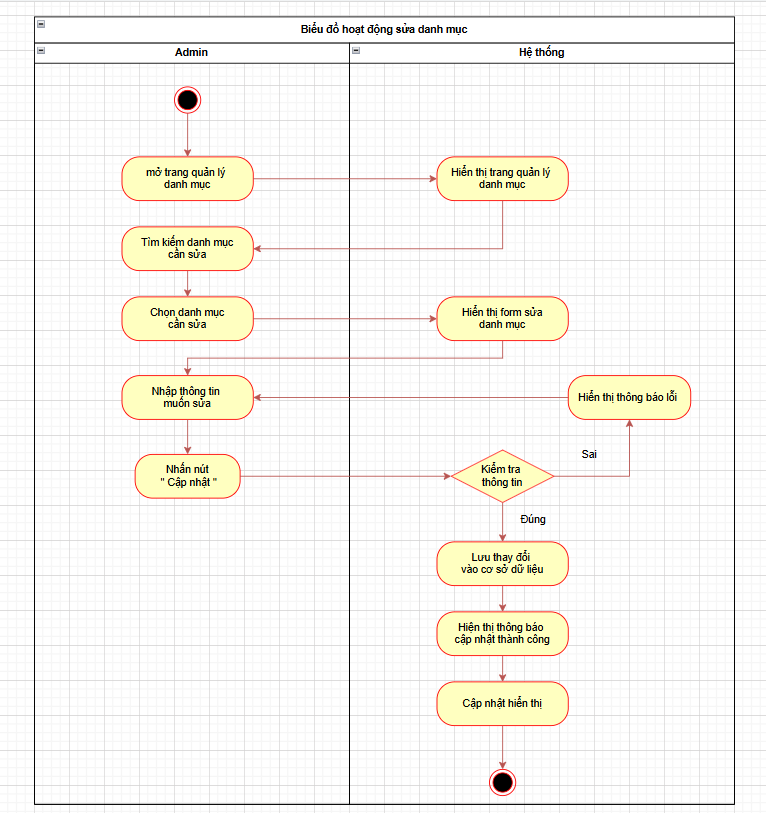 Biểu đồ hoạt động sửa danh mục
Admin
Hệ thống
mở trang quản lý
danh mục
Hiển thị trang quản lý
danh mục
Tìm kiếm danh mục
cần sửa
Chọn danh mục
cần sửa
Hiển thị form sửa
danh mục
Nhập thông tin
muốn sửa
Hiển thị thông báo lỗi
Sai
Nhấn nút
" Cập nhật "
Kiểm tra
thông tin
Đúng
Lưu thay đổi
vào cơ sở dữ liệu
Hiện thị thông báo
cập nhật thành công
Cập nhật hiển thị